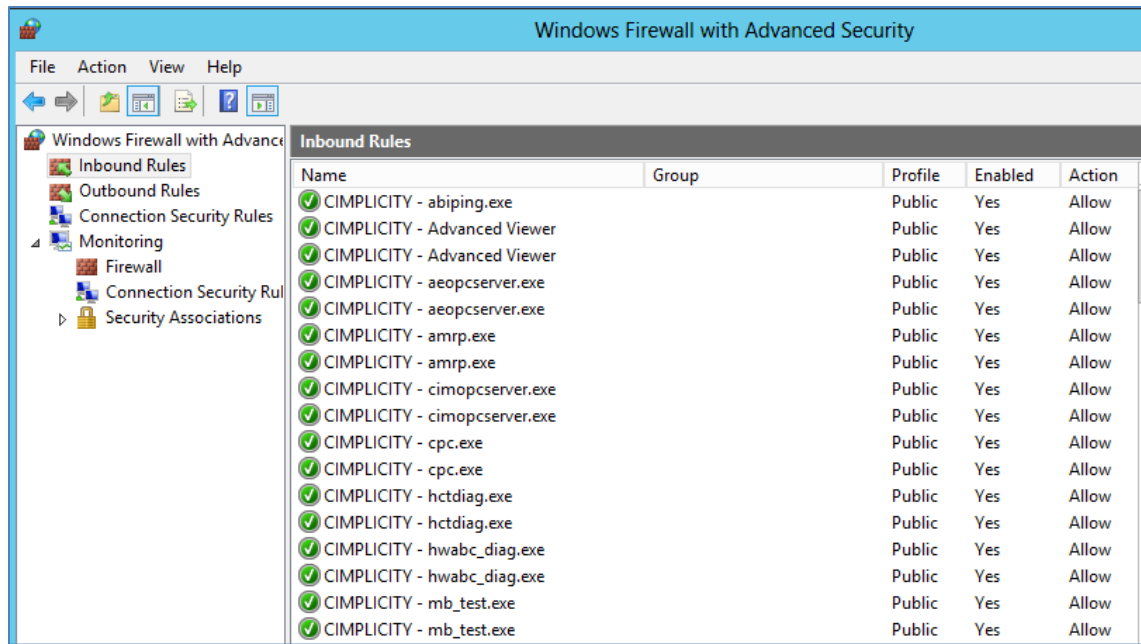 Windows Firewall with Advanced Security
File Action View Help
Windows Firewall with Advance
Inbound Rules
Outbound Rules
Connection Security Rules
Monitoring
Firewall
Connection Security Rul
Security Associations
Inbound Rules
Name Group Profile Enabled Action
CIMPLICITY - abiping.exe Public Yes Allow
CIMPLICITY - Advanced Viewer Public Yes Allow
CIMPLICITY - Advanced Viewer Public Yes Allow
CIMPLICITY - aeopcserver.exe Public Yes Allow
CIMPLICITY - aeopcserver.exe Public Yes Allow
CIMPLICITY - amrp.exe Public Yes Allow
CIMPLICITY - amrp.exe Public Yes Allow
CIMPLICITY - cimopcserver.exe Public Yes Allow
CIMPLICITY - cimopcserver.exe Public Yes Allow
CIMPLICITY - cpc.exe Public Yes Allow
CIMPLICITY - cpc.exe Public Yes Allow
CIMPLICITY - hctdiag.exe Public Yes Allow
CIMPLICITY - hctdiag.exe Public Yes Allow
CIMPLICITY - hwabc_diag.exe Public Yes Allow
CIMPLICITY - hwabc_diag.exe Public Yes Allow
CIMPLICITY - mb_test.exe Public Yes Allow
CIMPLICITY - mb_test.exe Public Yes Allow